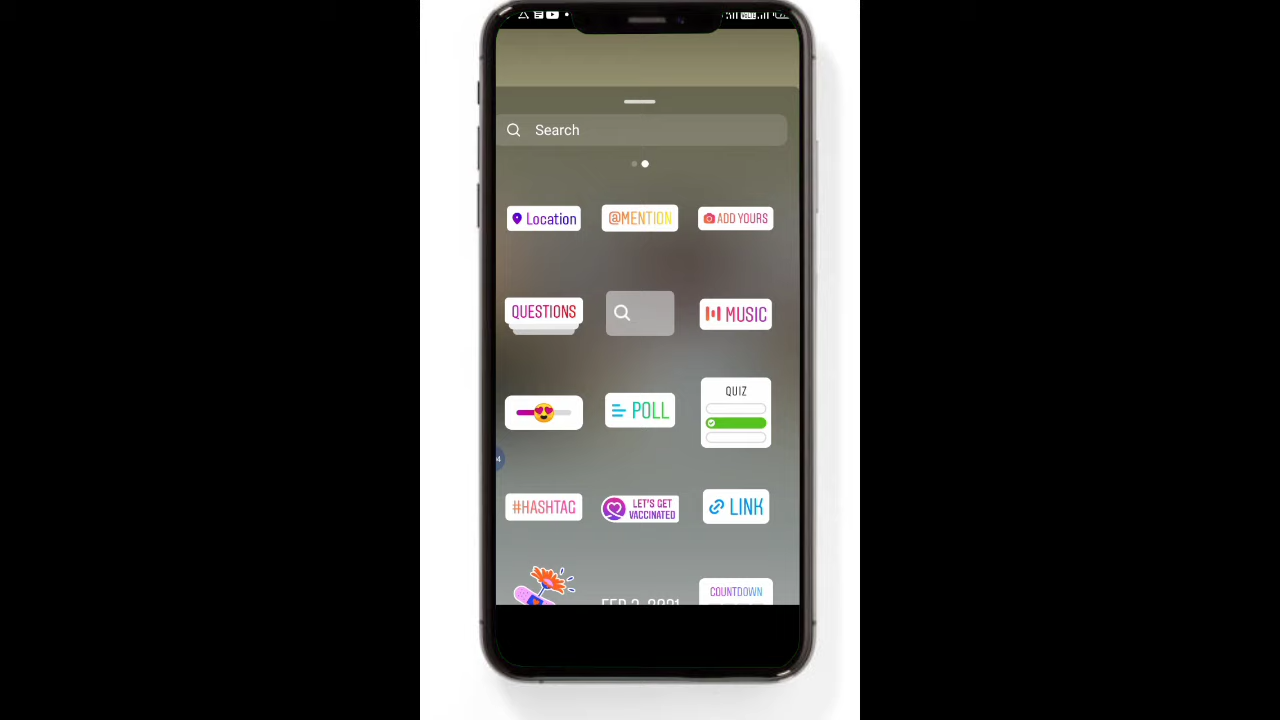 Search
Location
@MENTION
ADD YOURS
QUESTIONS
MUSIC
POLL
QUIZ
#HASHTAG
LET'S GET
VACCINATED
LINK
COUNTDOWN